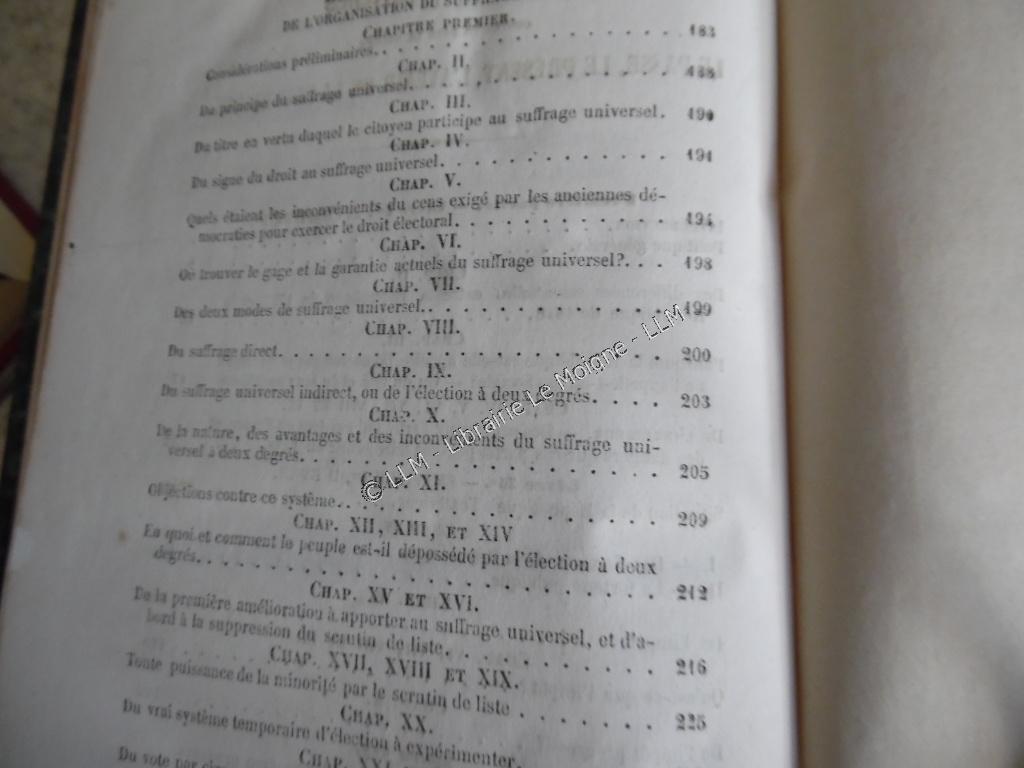 DE L'ORGANISATION DU
CHAPITRE PREMIER.
Considérations préliminaires. . . . . . . . . . . . . . . . 183
CHAP. II.
Du principe du suffrage universel. . . . . . . . . . . . . 188
CHAP. III.
Du titre en vertu duquel le citoyen participe au suffrage universel. 190
CHAP. IV.
Du signe du droit au suffrage universel. . . . . . . . . . . . . 191
CHAP. V.
Quels étaient les inconvénients du cens exigé par les anciennes dé-
mocraties pour exercer le droit électoral. . . . . . . . . . . . 194
CHAP. VI.
Où trouver le gage et la garantie actuels du suffrage universel?. . . 198
CHAP. VII.
Des deux modes de suffrage universel. . . . . . . . . . . . . 199
CHAP. VIII.
Du suffrage direct. . . . . . . . . . . . . . . . . . . . 200
CHAP. IX.
Du suffrage universel indirect, ou de l'élection à deux degrés. . . . . 203
CHAP. X.
De la nature, des avantages et des inconvénients du suffrage uni-
versel à deux degrés. . . . . . . . . . . . . . . . . . . 205
CHAP. XI.
Objections contre ce système. . . . . . . . . . . . . . . . 209
CHAP. XII, XIII, ET XIV
En quoi et comment le peuple est-il dépossédé par l'élection à deux
degrés. . . . . . . . . . . . . . . . . . . . . . . 212
CHAP. XV ET XVI.
De la première amélioration à apporter au suffrage universel, et d'a-
bord à la suppression du scrutin de liste. . . . . . . . . . . 216
CHAP. XVII, XVIII ET XIX.
Toute puissance de la minorité par le scrutin de liste . . . . . . . 225
CHAP. XX.
Du vrai système temporaire d'élection à expérimenter.
CHAP. XXI
Du vote par
© LLM - Librairie Le Moigne - LLM